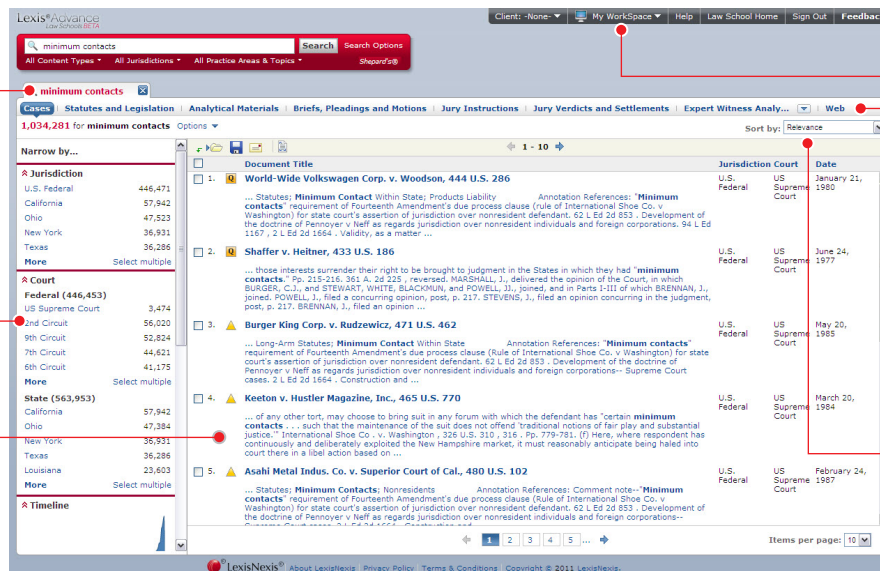 Lexis®Advance
Law Schools BETA
Client: -None- My WorkSpace Help Law School Home Sign Out Feedbac
minimum contacts Search Search Options
All Content Types All Jurisdictions All Practice Areas & Topics Shepard's®
minimum contacts
Cases Statutes and Legislation Analytical Materials Briefs, Pleadings and Motions Jury Instructions Jury Verdicts and Settlements Expert Witness Analy... Web
1,034,281 for minimum contacts Options
Sort by: Relevance
Narrow by...
Jurisdiction
U.S. Federal 446,471
California 57,942
Ohio 47,523
New York 36,931
Texas 36,286
More Select multiple
Court
Federal (446,453)
US Supreme Court 3,474
2nd Circuit 56,020
9th Circuit 52,824
7th Circuit 44,621
6th Circuit 41,175
More Select multiple
State (563,953)
California 57,942
Ohio 47,384
New York 36,931
Texas 36,286
Louisiana 23,603
More Select multiple
Timeline
1 - 10
Document Title Jurisdiction Court Date
1. Q World-Wide Volkswagen Corp. v. Woodson, 444 U.S. 286
U.S. Federal US Supreme Court January 21, 1980
... Statutes; Minimum Contact Within State; Products Liability Annotation References: "Minimum
contacts" requirement of Fourteenth Amendment's due process clause (rule of International Shoe Co. v
Washington) for state court's assertion of jurisdiction over nonresident defendant. 62 L Ed 2d 853 . Development of
the doctrine of Pennoyer v Neff as regards jurisdiction over nonresident individuals and foreign corporations. 94 L Ed
1167 , 2 L Ed 2d 1664 . Validity, as a matter ...
2. Q Shaffer v. Heitner, 433 U.S. 186
U.S. Federal US Supreme Court June 24, 1977
... those interests surrender their right to be brought to judgment in the States in which they had "minimum
contacts." Pp. 215-216, 361 A. 2d 225 , reversed. MARSHALL, J., delivered the opinion of the Court, in which
BURGER, C.J., and STEWART, WHITE, BLACKMUN, and POWELL, JJ., joined, and in Parts I-III of which BRENNAN, J.,
joined. POWELL, J., filed a concurring opinion, post, p. 217. STEVENS, J., filed an opinion concurring in the judgment,
post, p. 217. BRENNAN, J., filed an opinion ...
3. Burger King Corp. v. Rudzewicz, 471 U.S. 462
U.S. Federal US Supreme Court May 20, 1985
... Long-Arm Statutes; Minimum Contact Within State Annotation References: "Minimum contacts"
requirement of Fourteenth Amendment's due process clause (Rule of International Shoe Co. v Washington) for state
court's assertion of jurisdiction over nonresident defendant. 62 L Ed 2d 853 . Development of the doctrine of
Pennoyer v Neff as regards jurisdiction over nonresident individuals and foreign corporations-- Supreme Court
cases. 2 L Ed 2d 1664 . Construction and ...
4. Keeton v. Hustler Magazine, Inc., 465 U.S. 770
U.S. Federal US Supreme Court March 20, 1984
... of any other tort, may choose to bring suit in any forum with which the defendant has "certain minimum
contacts . . . such that the maintenance of the suit does not offend 'traditional notions of fair play and substantial
justice.'" International Shoe Co . v. Washington , 326 U.S. 310 , 316 . Pp. 779-781. (f) Here, where respondent has
continuously and deliberately exploited the New Hampshire market, it must reasonably anticipate being haled into
court there in a libel action based on ...
5. Asahi Metal Indus. Co. v. Superior Court of Cal., 480 U.S. 102
U.S. Federal US Supreme Court February 24, 1987
... Statutes; Minimum Contacts; Nonresidents Annotation References: Comment note--"Minimum
contacts" requirement of Fourteenth Amendment's due process clause (Rule of International Shoe Co. v
Washington) for state court's assertion of jurisdiction over nonresident defendant. 62 L Ed 2d 853 . Development of
the doctrine of Pennoyer v Neff as regards jurisdiction over nonresident individuals and foreign corporations--
1 2 3 4 5 ... Items per page: 10
LexisNexis® About LexisNexis Privacy Policy Terms & Conditions Copyright © 2011 LexisNexis.